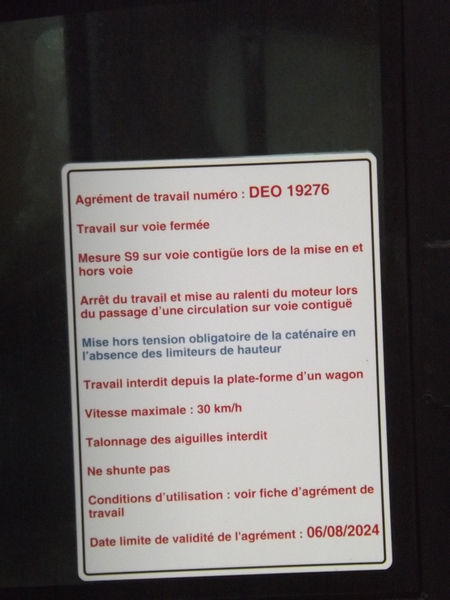 Agrément de travail numéro : DEO 19276
Travail sur voie fermée
Mesure S9 sur voie contigüe lors de la mise en et
hors voie
Arrêt du travail et mise au ralenti du moteur lors
du passage d'une circulation sur voie contiguë
Mise hors tension obligatoire de la caténaire en
l'absence des limiteurs de hauteur
Travail interdit depuis la plate-forme d'un wagon
Vitesse maximale : 30 km/h
Talonnage des aiguilles interdit
Ne shunte pas
Conditions d'utilisation : voir fiche d'agrément de
travail
Date limite de validité de l'agrément : 06/08/2024